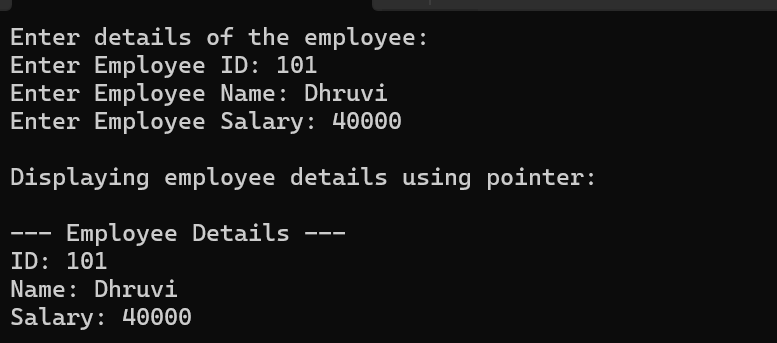 Enter details of the employee:
Enter Employee ID: 101
Enter Employee Name: Dhruvi
Enter Employee Salary: 40000
Displaying employee details using pointer:
--- Employee Details ---
ID: 101
Name: Dhruvi
Salary: 40000